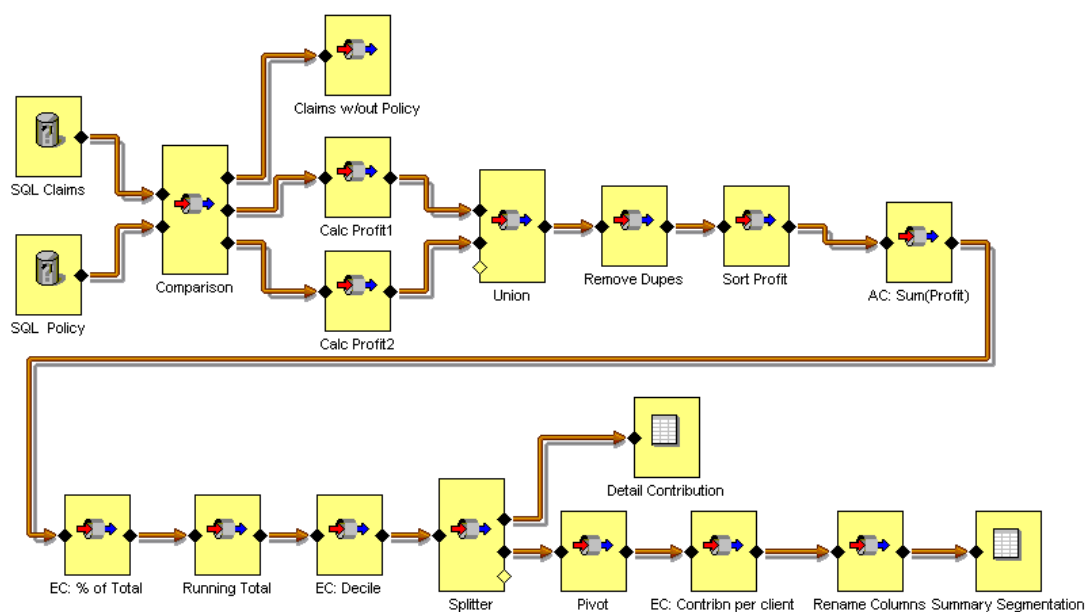 Claims w/out Policy
SQL Claims
Calc Profit1
Comparison
Union
Remove Dupes
Sort Profit
AC: Sum(Profit)
SQL  Policy
Calc Profit2
Detail Contribution
EC: % of Total
Running Total
EC: Decile
Splitter
Pivot
EC: Contribn per client
Rename Columns
Summary Segmentation